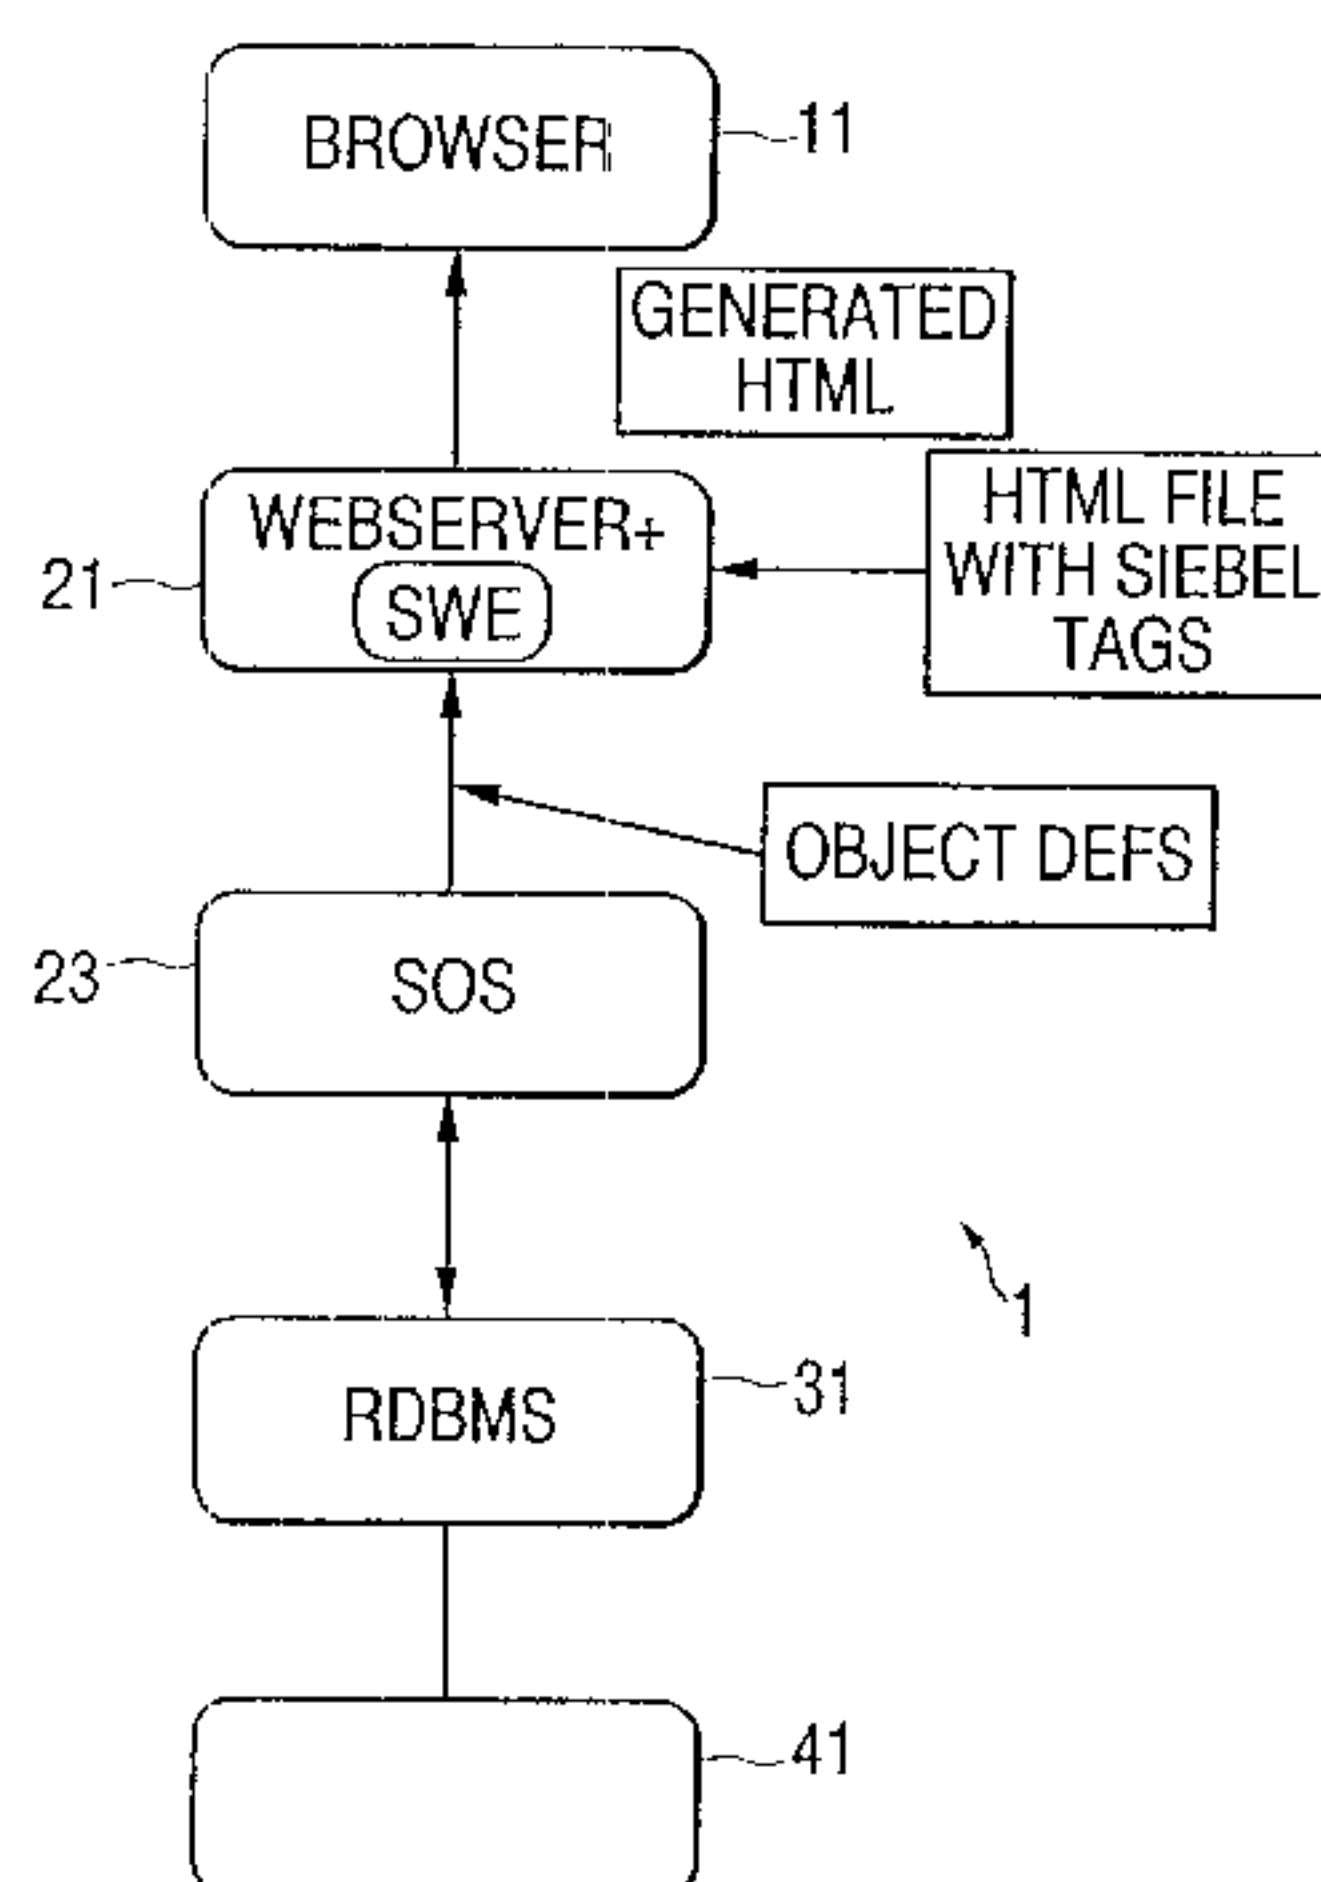 BROWSER
11
GENERATED
HTML
WEBSERVER+
SWE
21
HTML FILE
WITH SIEBEL
TAGS
OBJECT DEFS
23
SOS
1
RDBMS
31
41